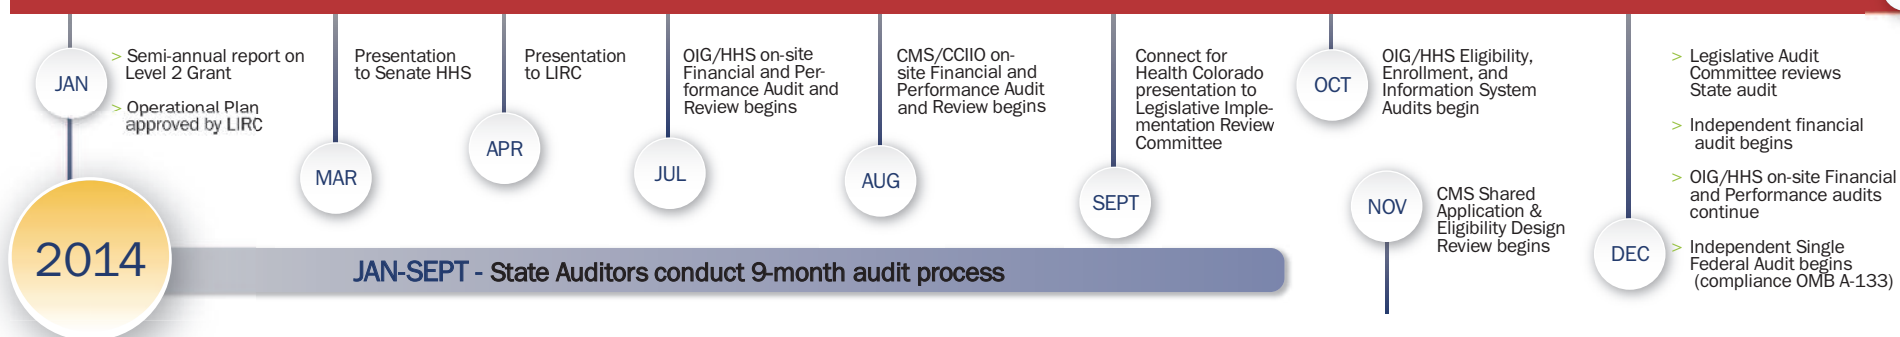 JAN
> Semi-annual report on
Level 2 Grant
> Operational Plan
approved by LIRC
MAR
Presentation
to Senate HHS
APR
Presentation
to LIRC
JUL
OIG/HHS on-site
Financial and Per-
formance Audit and
Review begins
AUG
CMS/CCIIO on-
site Financial and
Performance Audit
and Review begins
SEPT
Connect for
Health Colorado
presentation to
Legislative Imple-
mentation Review
Committee
OCT
OIG/HHS Eligibility,
Enrollment, and
Information System
Audits begin
NOV
CMS Shared
Application &
Eligibility Design
Review begins
DEC
> Legislative Audit
Committee reviews
State audit
> Independent financial
audit begins
> OIG/HHS on-site Financial
and Performance audits
continue
> Independent Single
Federal Audit begins
(compliance OMB A-133)
2014
JAN-SEPT - State Auditors conduct 9-month audit process